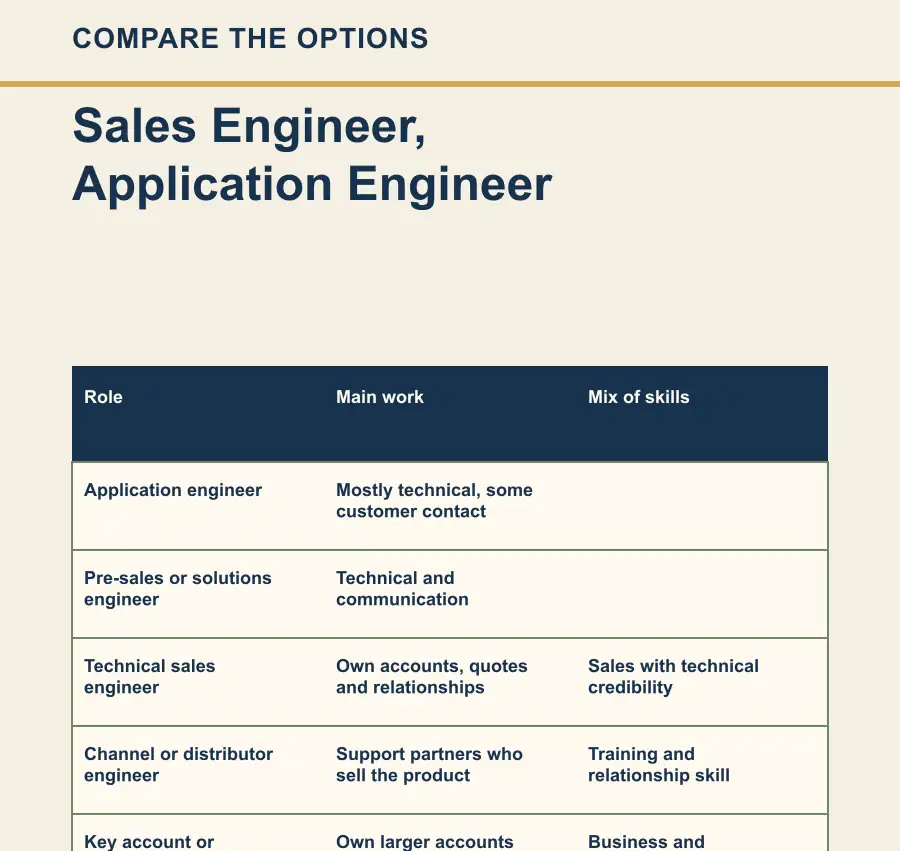 COMPARE THE OPTIONS
Sales Engineer,
Application Engineer
Role Main work Mix of skills
Application engineer Mostly technical, some
customer contact
Pre-sales or solutions Technical and
engineer communication
Technical sales Own accounts, quotes Sales with technical
engineer and relationships credibility
Channel or distributor Support partners who Training and
engineer sell the product relationship skill
Key account or Own larger accounts Business and